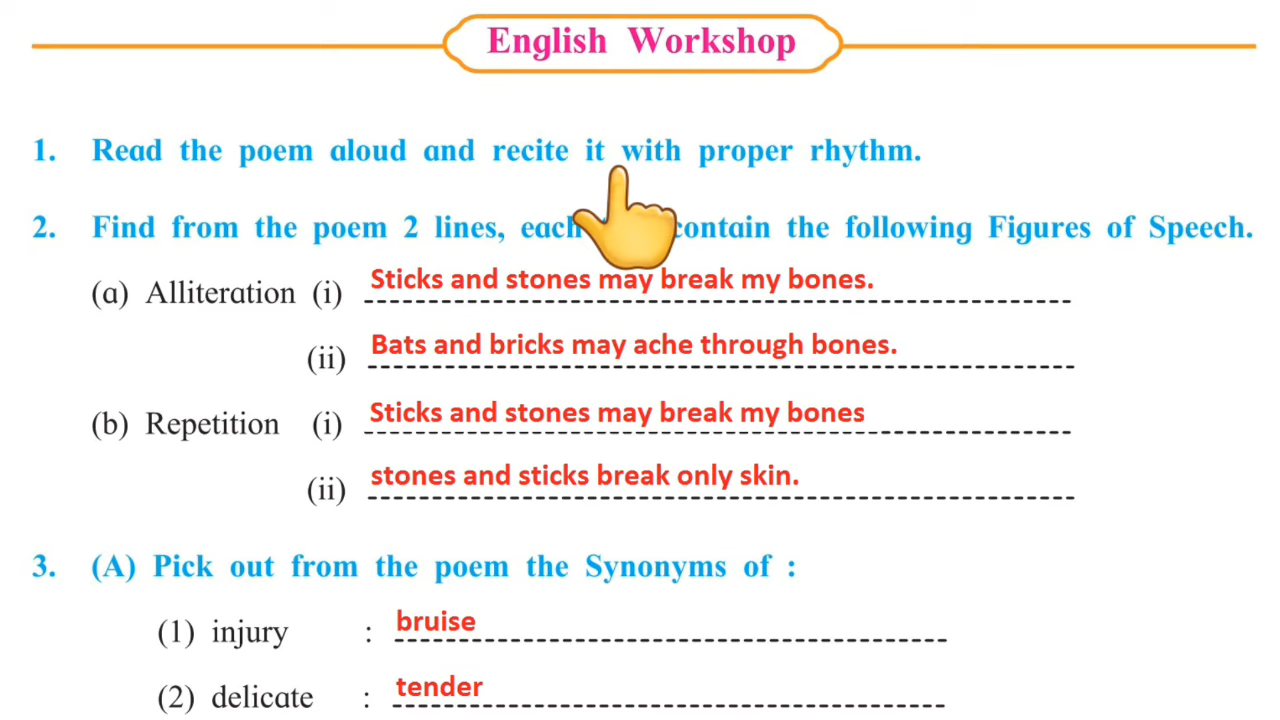 English Workshop
1. Read the poem aloud and recite it with proper rhythm.
2. Find from the poem 2 lines, each contain the following Figures of Speech.
(a) Alliteration (i) Sticks and stones may break my bones.
(ii) Bats and bricks may ache through bones.
(b) Repetition (i) Sticks and stones may break my bones
(ii) stones and sticks break only skin.
3. (A) Pick out from the poem the Synonyms of :
(1) injury : bruise
(2) delicate : tender